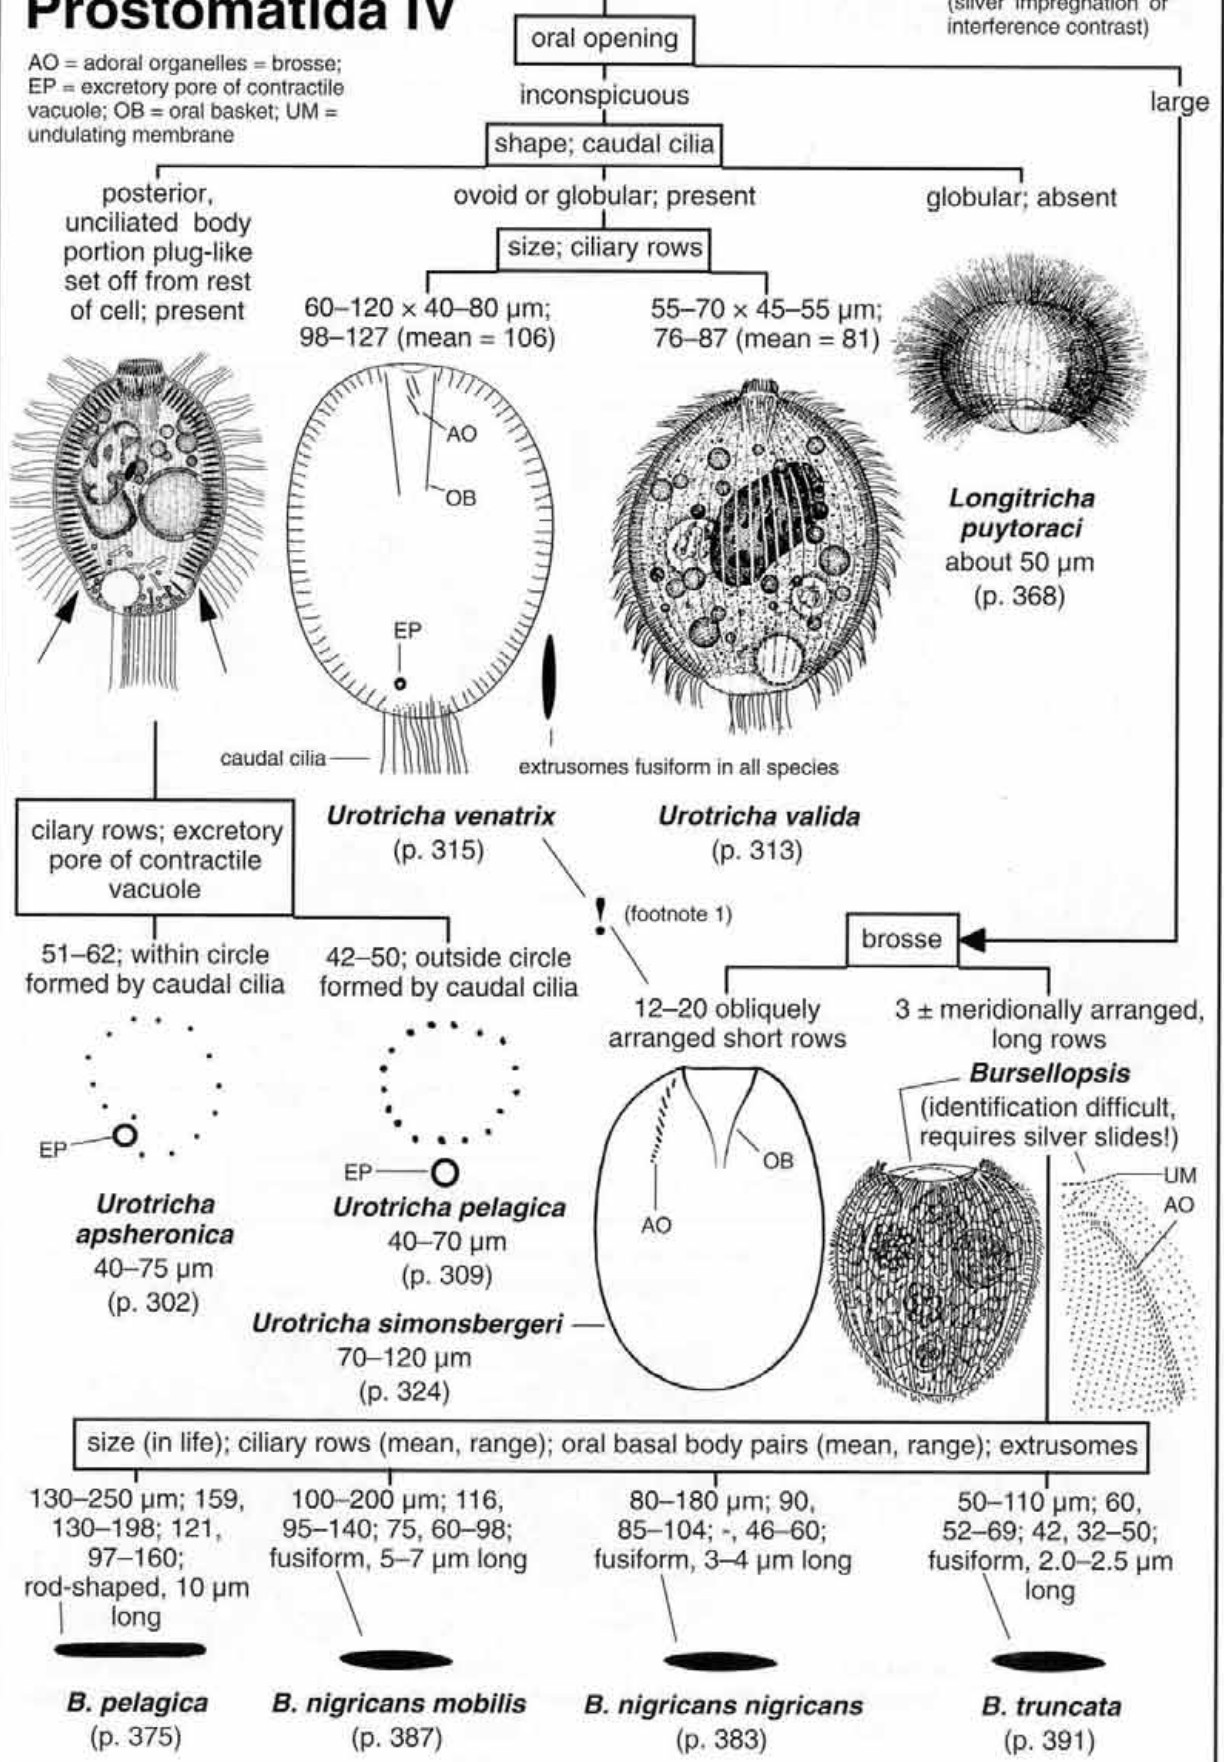 Prostomatida IV
(silver impregnation or
interference contrast)
AO = adoral organelles = brosse;
EP = excretory pore of contractile
vacuole; OB = oral basket; UM =
undulating membrane
oral opening
inconspicuous
large
shape; caudal cilia
posterior,
unciliated body
portion plug-like
set off from rest
of cell; present
ovoid or globular; present
globular; absent
size; ciliary rows
60–120 × 40–80 µm;
98–127 (mean = 106)
55–70 × 45–55 µm;
76–87 (mean = 81)
AO
OB
EP
caudal cilia
extrusomes fusiform in all species
Longitricha
puytoraci
about 50 µm
(p. 368)
Urotricha venatrix
(p. 315)
Urotricha valida
(p. 313)
cilary rows; excretory
pore of contractile
vacuole
! (footnote 1)
brosse
51–62; within circle
formed by caudal cilia
42–50; outside circle
formed by caudal cilia
12–20 obliquely
arranged short rows
3 ± meridionally arranged,
long rows
Bursellopsis
(identification difficult,
requires silver slides!)
EP
EP
OB
AO
UM
AO
Urotricha
apsheronica
40–75 µm
(p. 302)
Urotricha pelagica
40–70 µm
(p. 309)
Urotricha simonsbergeri
70–120 µm
(p. 324)
size (in life); ciliary rows (mean, range); oral basal body pairs (mean, range); extrusomes
130–250 µm; 159,
130–198; 121,
97–160;
rod-shaped, 10 µm
long
100–200 µm; 116,
95–140; 75, 60–98;
fusiform, 5–7 µm long
80–180 µm; 90,
85–104; -, 46–60;
fusiform, 3–4 µm long
50–110 µm; 60,
52–69; 42, 32–50;
fusiform, 2.0–2.5 µm
long
B. pelagica
(p. 375)
B. nigricans mobilis
(p. 387)
B. nigricans nigricans
(p. 383)
B. truncata
(p. 391)